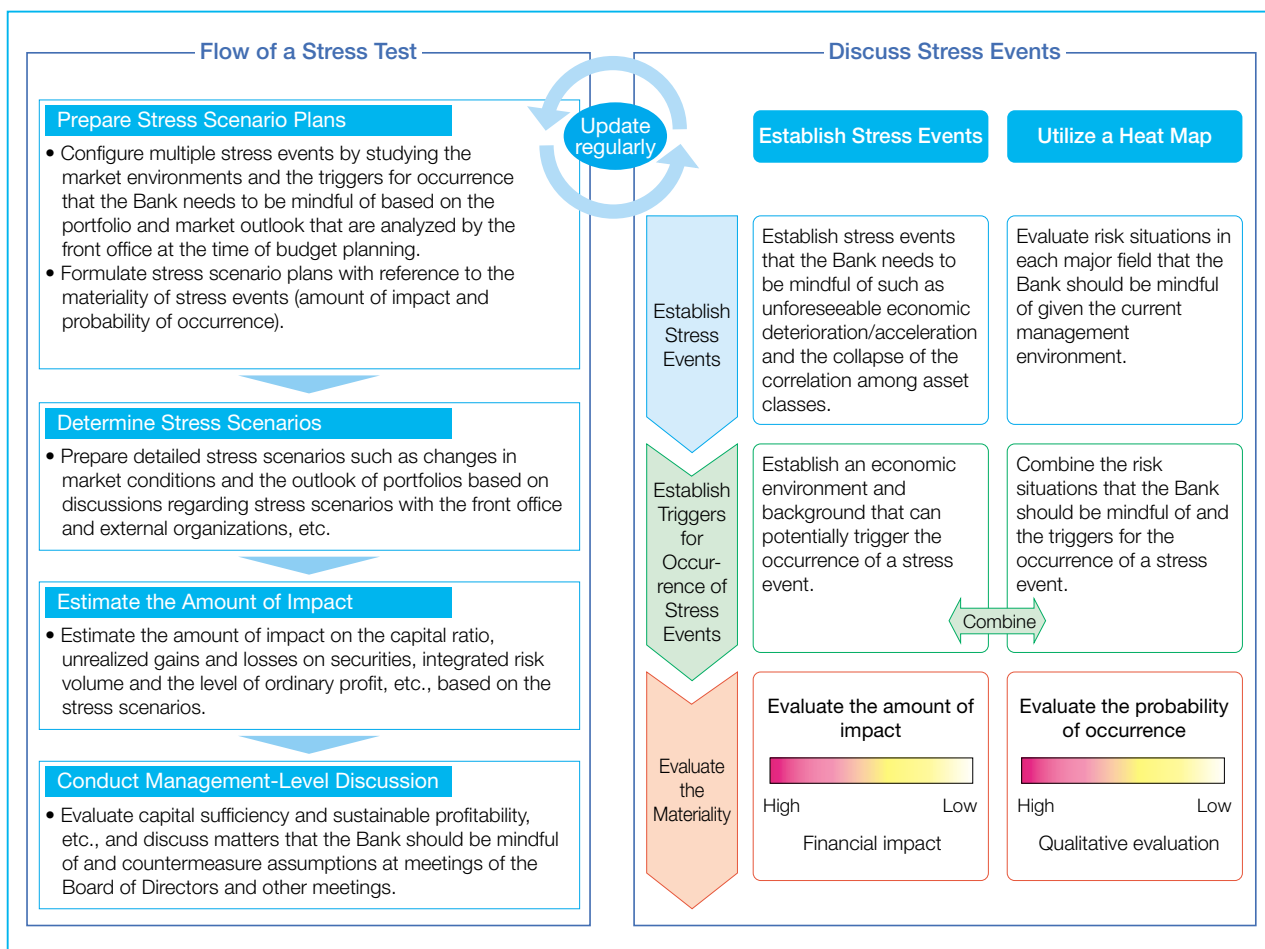 Flow of a Stress Test
Prepare Stress Scenario Plans
• Configure multiple stress events by studying the
market environments and the triggers for occurrence
that the Bank needs to be mindful of based on the
portfolio and market outlook that are analyzed by the
front office at the time of budget planning.
• Formulate stress scenario plans with reference to the
materiality of stress events (amount of impact and
probability of occurrence).
Determine Stress Scenarios
• Prepare detailed stress scenarios such as changes in
market conditions and the outlook of portfolios based on
discussions regarding stress scenarios with the front office
and external organizations, etc.
Estimate the Amount of Impact
• Estimate the amount of impact on the capital ratio,
unrealized gains and losses on securities, integrated risk
volume and the level of ordinary profit, etc., based on the
stress scenarios.
Conduct Management-Level Discussion
• Evaluate capital sufficiency and sustainable profitability,
etc., and discuss matters that the Bank should be mindful
of and countermeasure assumptions at meetings of the
Board of Directors and other meetings.
Update
regularly
Discuss Stress Events
Establish Stress Events
Utilize a Heat Map
Establish
Stress
Events
Establish stress events
that the Bank needs to
be mindful of such as
unforeseeable economic
deterioration/acceleration
and the collapse of the
correlation among asset
classes.
Evaluate risk situations in
each major field that the
Bank should be mindful
of given the current
management
environment.
Establish
Triggers
for
Occur-
rence of
Stress
Events
Establish an economic
environment and
background that can
potentially trigger the
occurrence of a stress
event.
Combine
Combine the risk
situations that the Bank
should be mindful of and
the triggers for the
occurrence of a stress
event.
Evaluate
the
Materiality
Evaluate the amount of
impact
High Low
Financial impact
Evaluate the probability
of occurrence
High Low
Qualitative evaluation